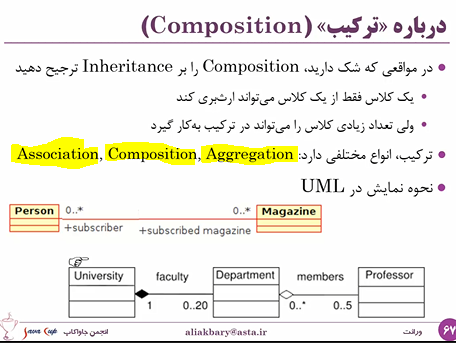 درباره «ترکیب» (Composition)
در مواقعی که شک دارید، Composition را بر Inheritance ترجیح دهید
یک کلاس فقط از یک کلاس می‌تواند ارث‌بری کند
ولی تعداد زیادی کلاس را می‌تواند در ترکیب به‌کار گیرد
ترکیب، انواع مختلفی دارد: Association, Composition, Aggregation
نحوه نمایش در UML
Person 0..* 0..* Magazine
+subscriber +subscribed magazine
University faculty Department members Professor
1 0..20 0..* 0..5
Java Cup انجمن جاواکاپ aliakbary@asta.ir وراثت ۶۷